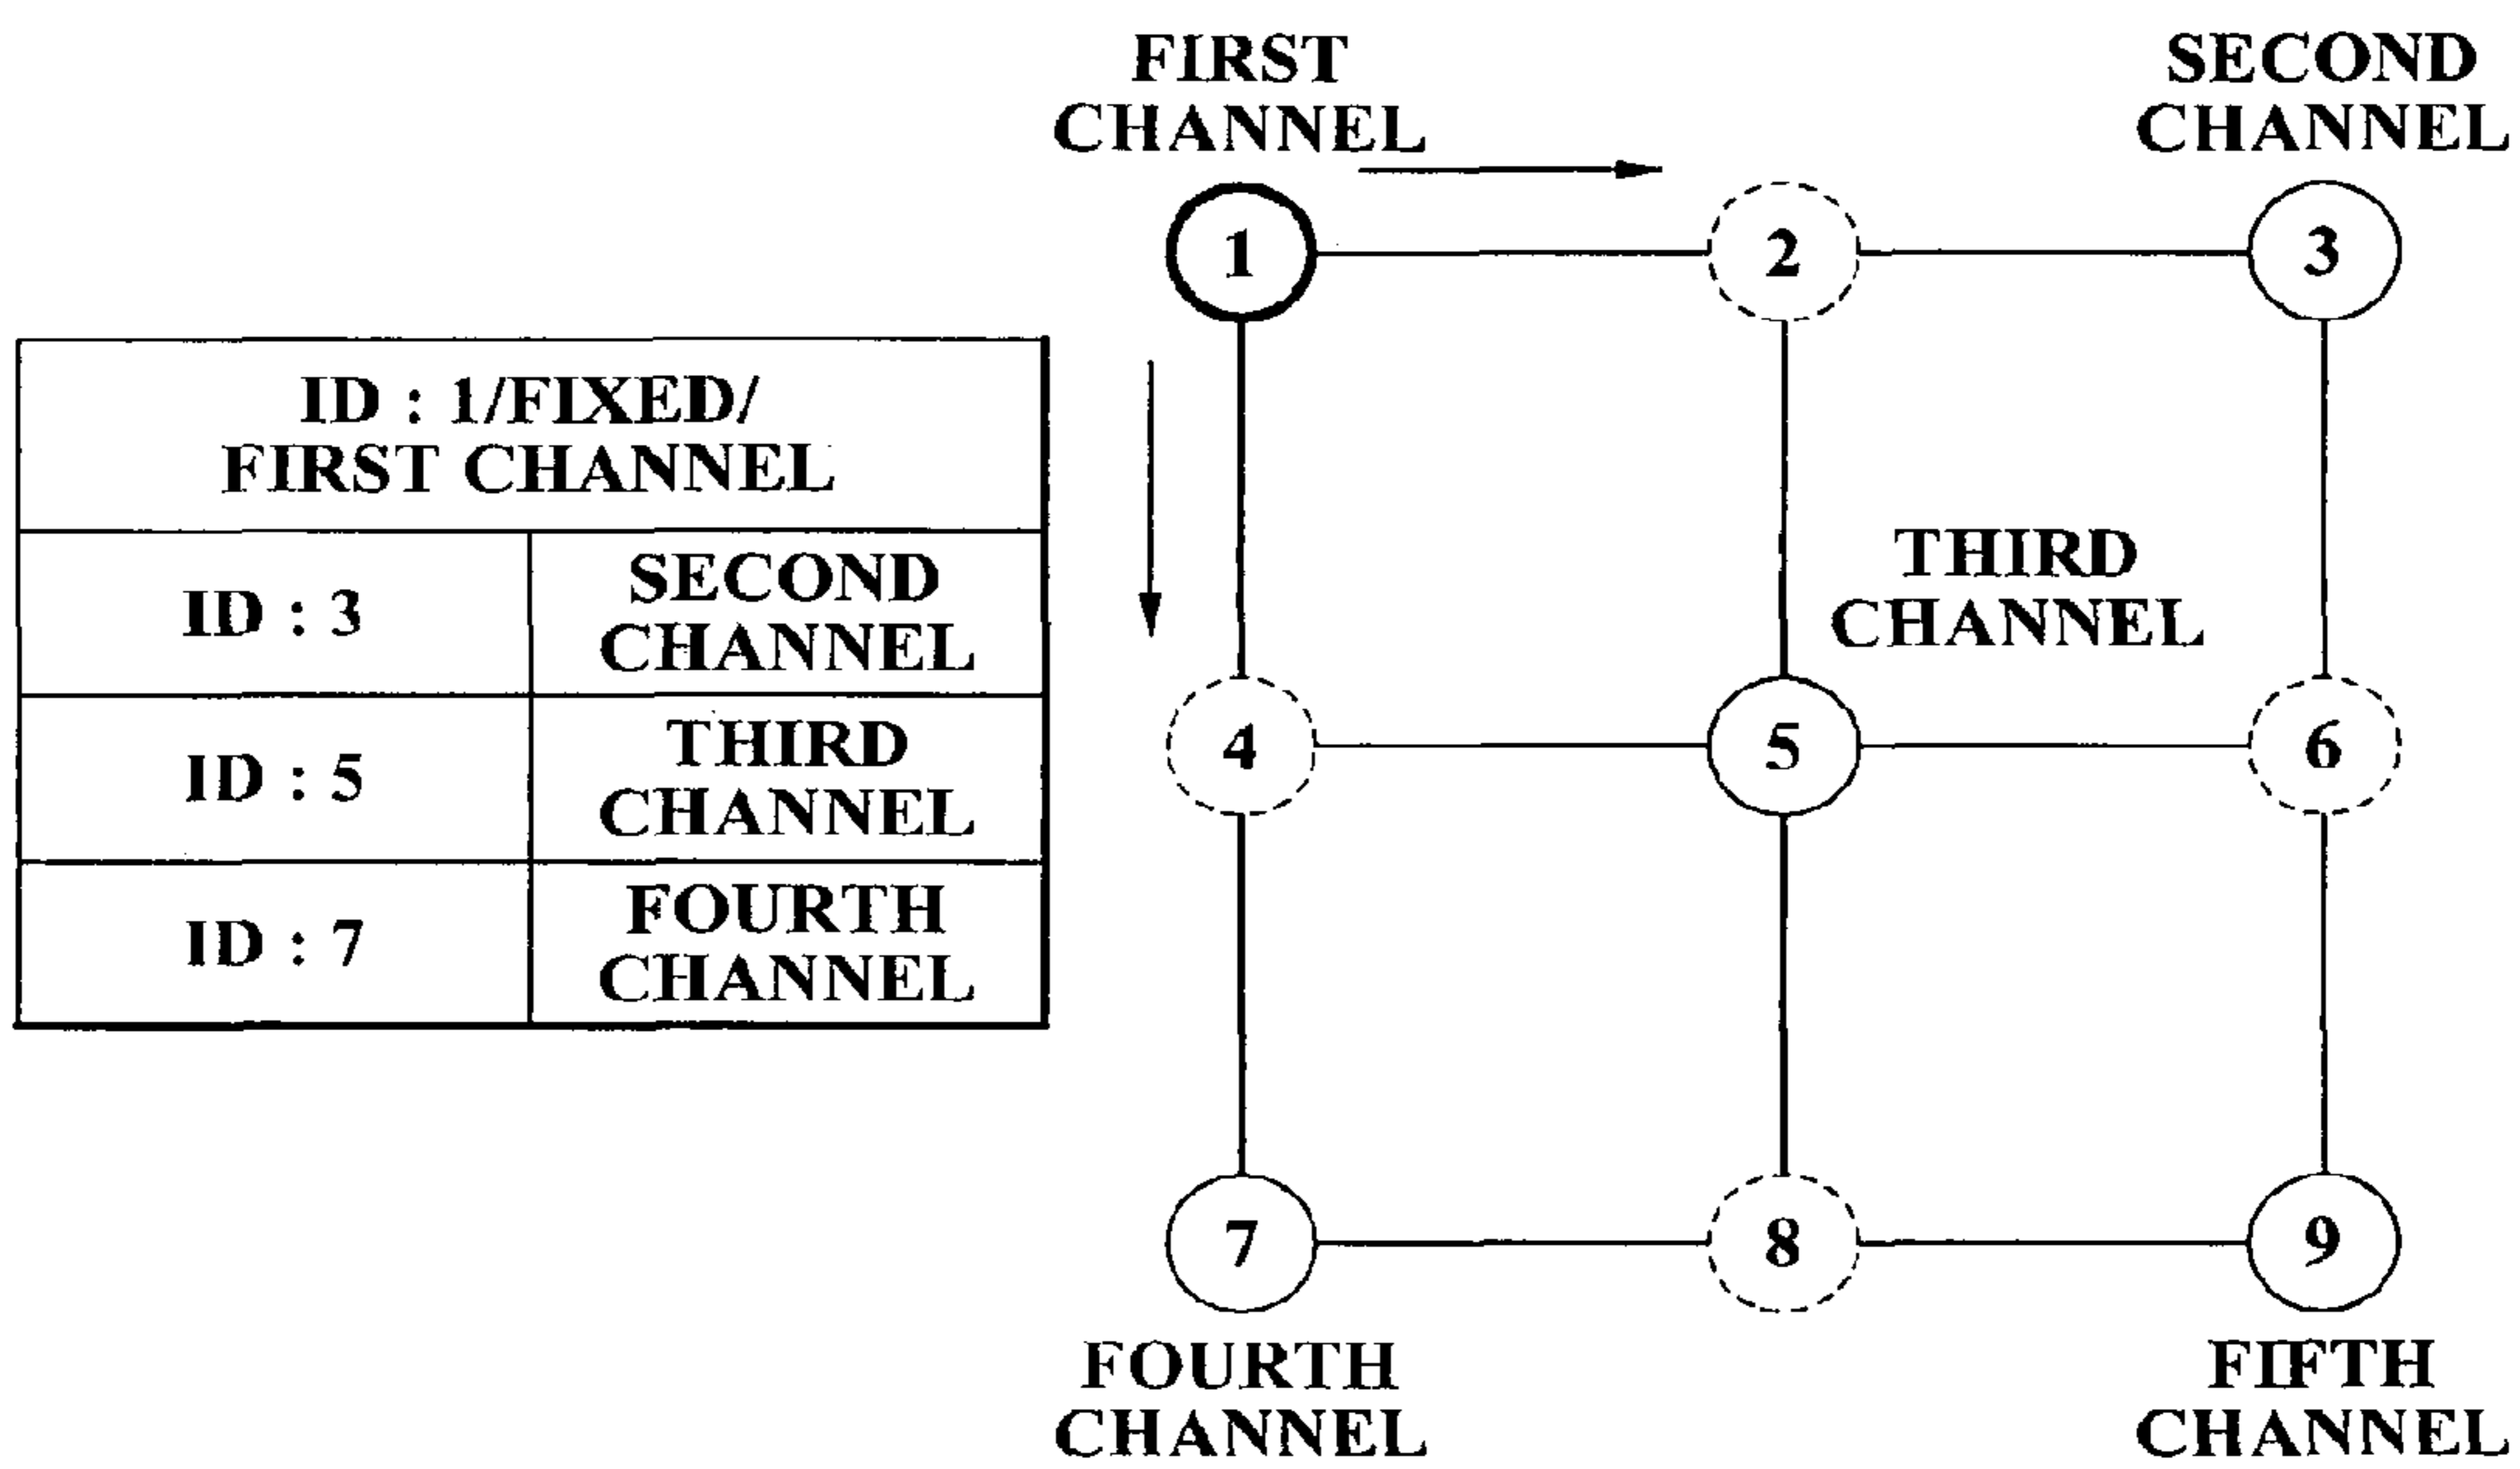 FIRST
CHANNEL
SECOND
CHANNEL
1
2
3
ID : 1/FIXED/
FIRST CHANNEL
ID : 3
SECOND
CHANNEL
ID : 5
THIRD
CHANNEL
ID : 7
FOURTH
CHANNEL
THIRD
CHANNEL
4
5
6
7
8
9
FOURTH
CHANNEL
FIFTH
CHANNEL